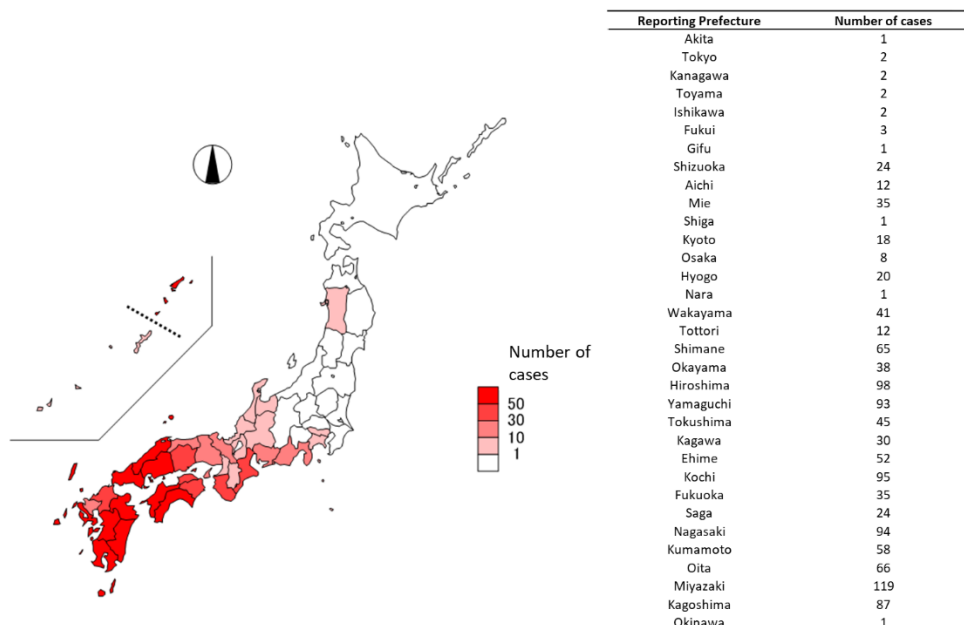 Number of
cases
50
30
10
1
Reporting Prefecture Number of cases
Akita 1
Tokyo 2
Kanagawa 2
Toyama 2
Ishikawa 2
Fukui 3
Gifu 1
Shizuoka 24
Aichi 12
Mie 35
Shiga 1
Kyoto 18
Osaka 8
Hyogo 20
Nara 1
Wakayama 41
Tottori 12
Shimane 65
Okayama 38
Hiroshima 98
Yamaguchi 93
Tokushima 45
Kagawa 30
Ehime 52
Kochi 95
Fukuoka 35
Saga 24
Nagasaki 94
Kumamoto 58
Oita 66
Miyazaki 119
Kagoshima 87
Okinawa 1